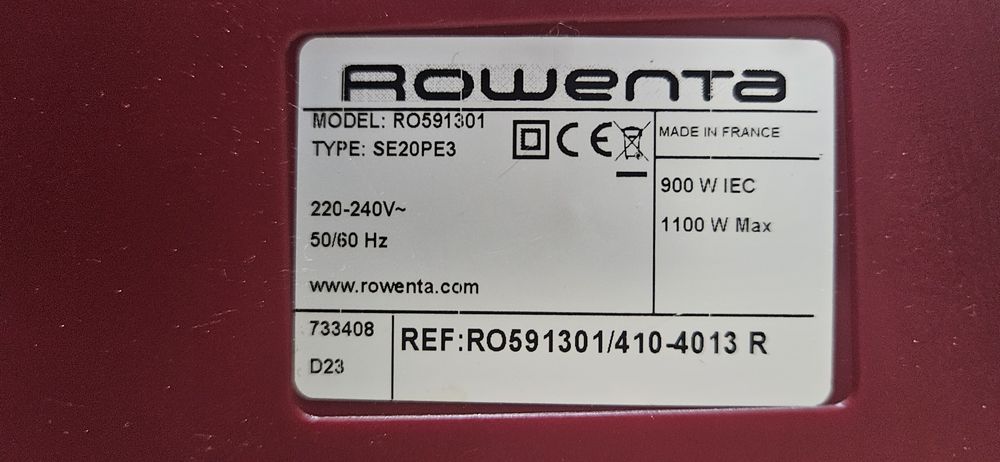 Rowenta
MODEL: RO591301
TYPE: SE20PE3
CE
MADE IN FRANCE
220-240V~
50/60 Hz
900 W IEC
1100 W Max
www.rowenta.com
733408
D23
REF:RO591301/410-4013 R